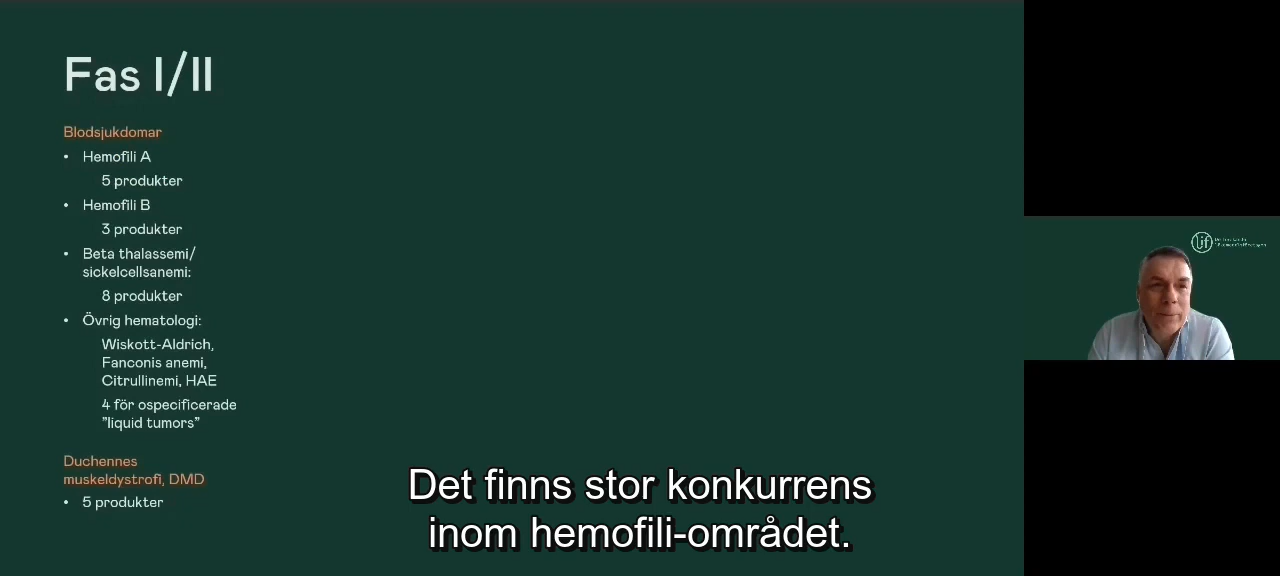 Fas I/II
Blodsjukdomar
• Hemofili A
5 produkter
• Hemofili B
3 produkter
• Beta thalassemi/
sickelcellsanemi:
8 produkter
• Övrig hematologi:
Wiskott-Aldrich,
Fanconis anemi,
Citrullinemi, HAE
4 för ospecificerade
”liquid tumors”
Duchennes
muskeldystrofi, DMD
• 5 produkter
lif
Det finns stor konkurrens
inom hemofili-området.